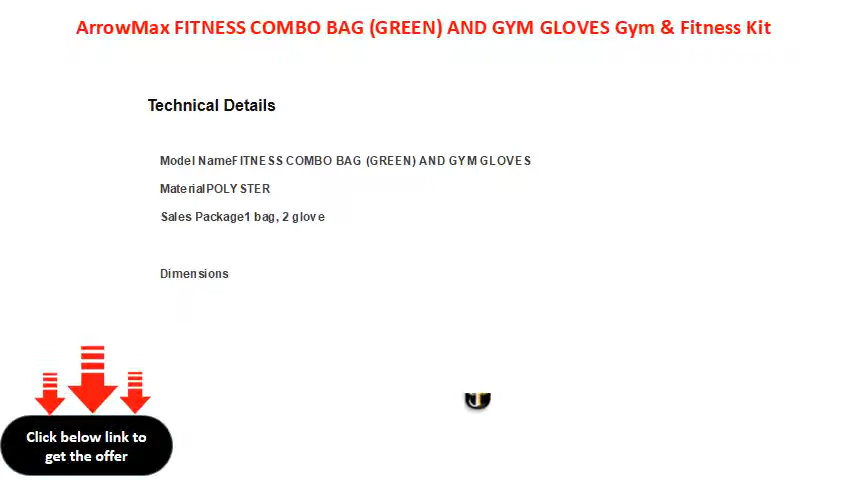 ArrowMax FITNESS COMBO BAG (GREEN) AND GYM GLOVES Gym & Fitness Kit
Technical Details
Model NameFITNESS COMBO BAG (GREEN) AND GYM GLOVES
MaterialPOLYSTER
Sales Package1 bag, 2 glove
Dimensions
Click below link to
get the offer